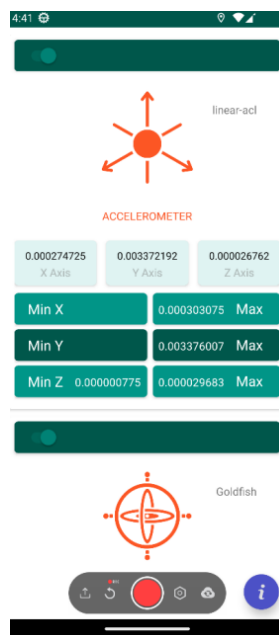 4:41
linear-acl
ACCELEROMETER
0.000274725 0.003372192 0.000026762
X Axis Y Axis Z Axis
Min X 0.000303075 Max
Min Y 0.003376007 Max
Min Z 0.000000775 0.000029683 Max
Goldfish
i